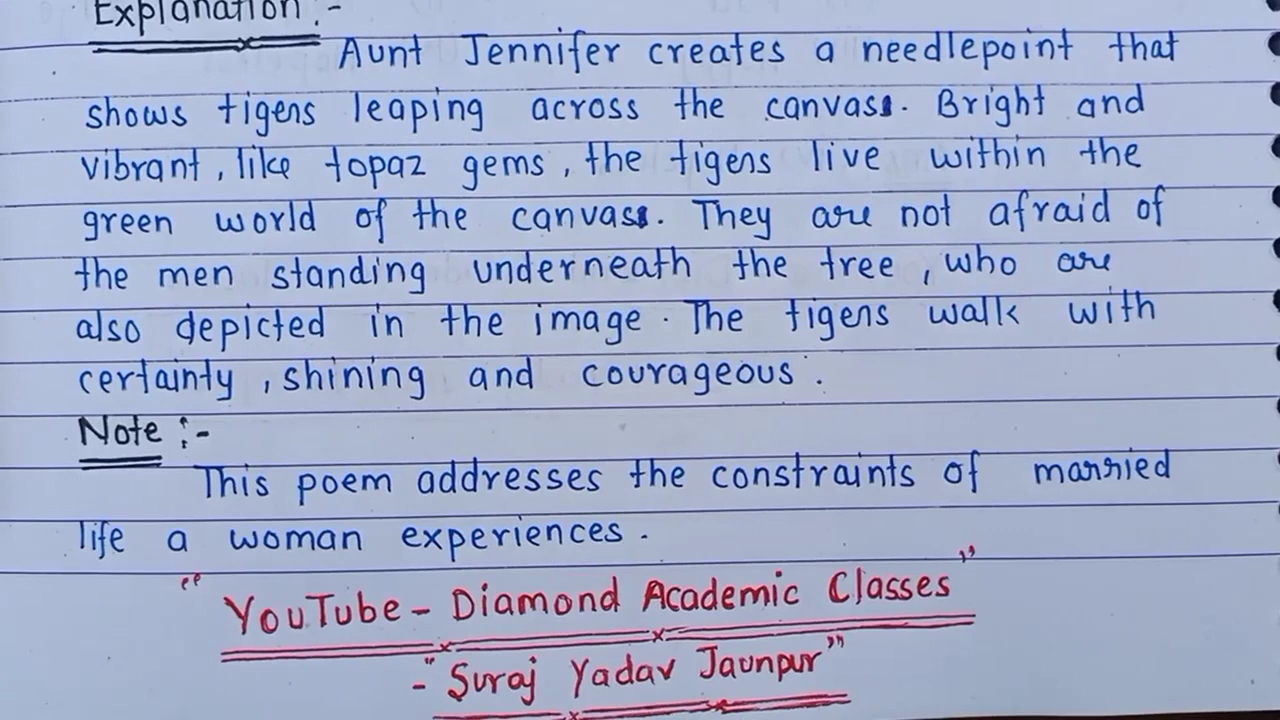 Explanation :-
Aunt Jennifer creates a needlepoint that
shows tigers leaping across the canvass. Bright and
vibrant, like topaz gems, the tigers live within the
green world of the canvass. They are not afraid of
the men standing underneath the tree, who are
also depicted in the image. The tigers walk with
certainty, shining and courageous.
Note :-
This poem addresses the constraints of married
life a woman experiences.
"YouTube - Diamond Academic Classes"
- "Suraj Yadav Jaunpur"